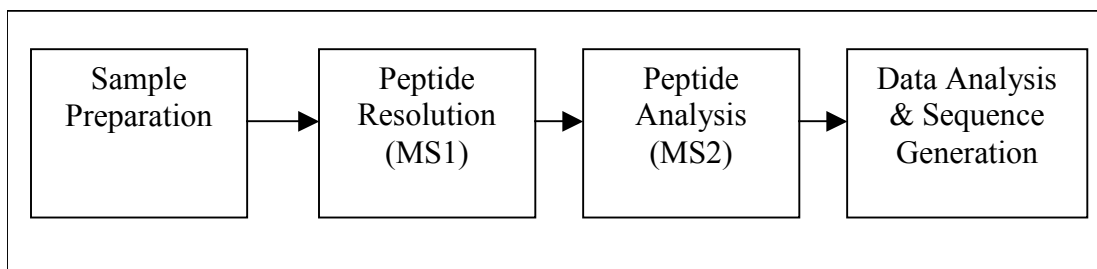 Sample
Preparation
Peptide
Resolution
(MS1)
Peptide
Analysis
(MS2)
Data Analysis
& Sequence
Generation